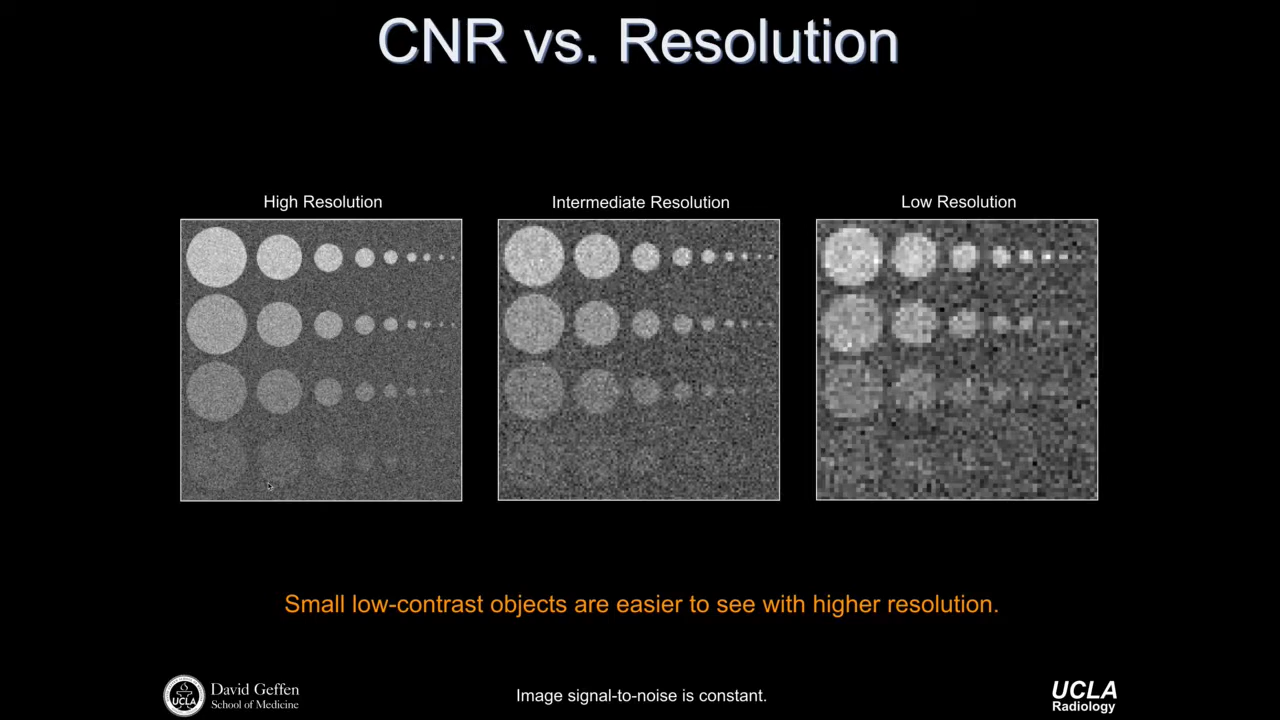 CNR vs. Resolution
High Resolution
Intermediate Resolution
Low Resolution
Small low-contrast objects are easier to see with higher resolution.
UCLA
David Geffen
School of Medicine
Image signal-to-noise is constant.
UCLA
Radiology